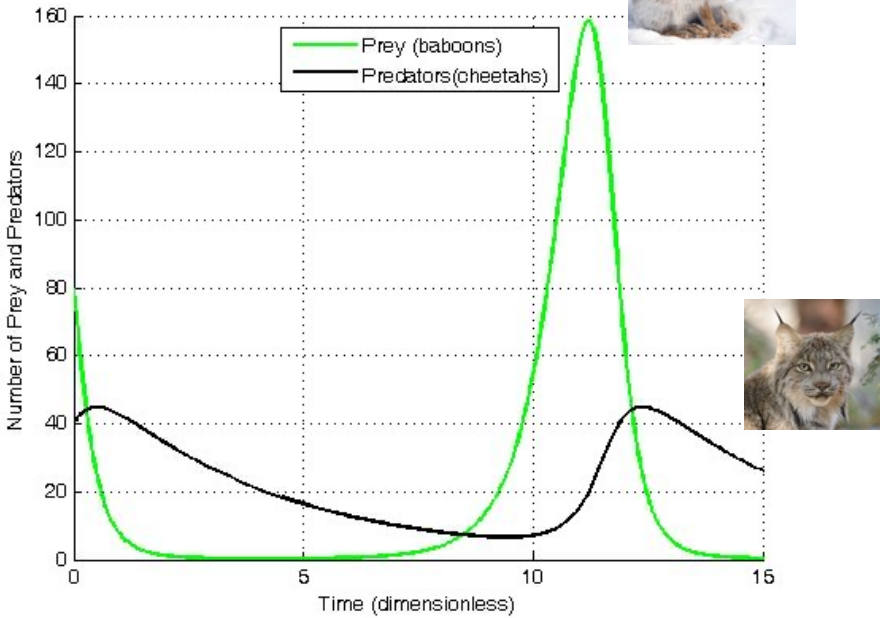 160
140
120
100
80
60
40
20
0
Number of Prey and Predators
Prey (baboons)
Predators(cheetahs)
0 5 10 15
Time (dimensionless)